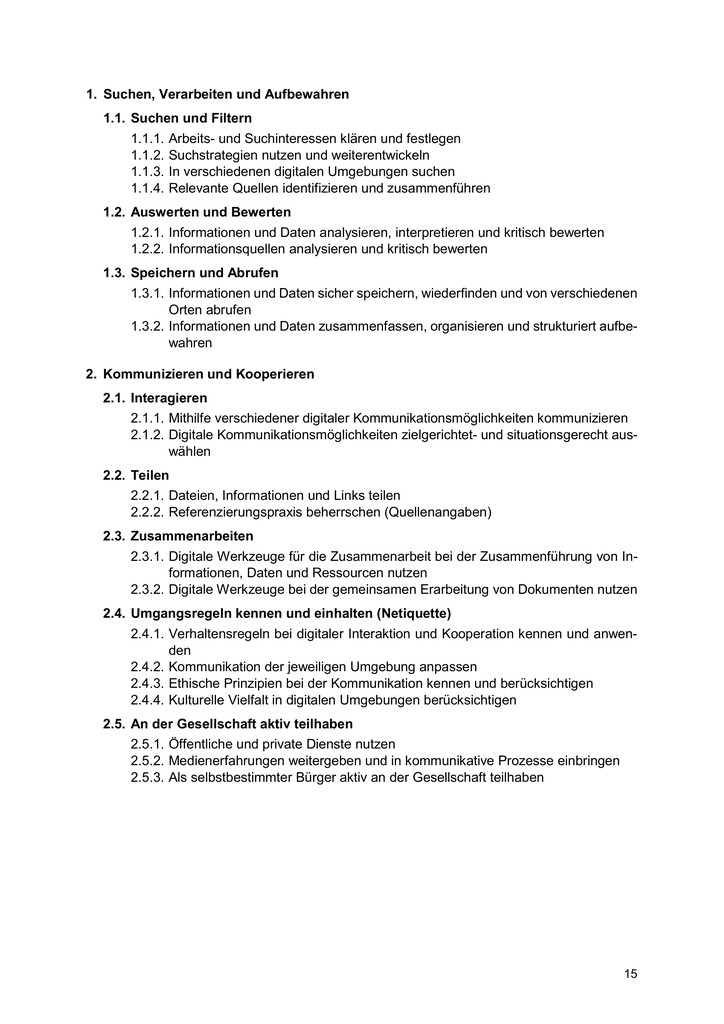 1. Suchen, Verarbeiten und Aufbewahren
1.1. Suchen und Filtern
1.1.1. Arbeits- und Suchinteressen klären und festlegen
1.1.2. Suchstrategien nutzen und weiterentwickeln
1.1.3. In verschiedenen digitalen Umgebungen suchen
1.1.4. Relevante Quellen identifizieren und zusammenführen
1.2. Auswerten und Bewerten
1.2.1. Informationen und Daten analysieren, interpretieren und kritisch bewerten
1.2.2. Informationsquellen analysieren und kritisch bewerten
1.3. Speichern und Abrufen
1.3.1. Informationen und Daten sicher speichern, wiederfinden und von verschiedenen
Orten abrufen
1.3.2. Informationen und Daten zusammenfassen, organisieren und strukturiert aufbe-
wahren
2. Kommunizieren und Kooperieren
2.1. Interagieren
2.1.1. Mithilfe verschiedener digitaler Kommunikationsmöglichkeiten kommunizieren
2.1.2. Digitale Kommunikationsmöglichkeiten zielgerichtet- und situationsgerecht aus-
wählen
2.2. Teilen
2.2.1. Dateien, Informationen und Links teilen
2.2.2. Referenzierungspraxis beherrschen (Quellenangaben)
2.3. Zusammenarbeiten
2.3.1. Digitale Werkzeuge für die Zusammenarbeit bei der Zusammenführung von In-
formationen, Daten und Ressourcen nutzen
2.3.2. Digitale Werkzeuge bei der gemeinsamen Erarbeitung von Dokumenten nutzen
2.4. Umgangsregeln kennen und einhalten (Netiquette)
2.4.1. Verhaltensregeln bei digitaler Interaktion und Kooperation kennen und anwen-
den
2.4.2. Kommunikation der jeweiligen Umgebung anpassen
2.4.3. Ethische Prinzipien bei der Kommunikation kennen und berücksichtigen
2.4.4. Kulturelle Vielfalt in digitalen Umgebungen berücksichtigen
2.5. An der Gesellschaft aktiv teilhaben
2.5.1. Öffentliche und private Dienste nutzen
2.5.2. Medienerfahrungen weitergeben und in kommunikative Prozesse einbringen
2.5.3. Als selbstbestimmter Bürger aktiv an der Gesellschaft teilhaben
15